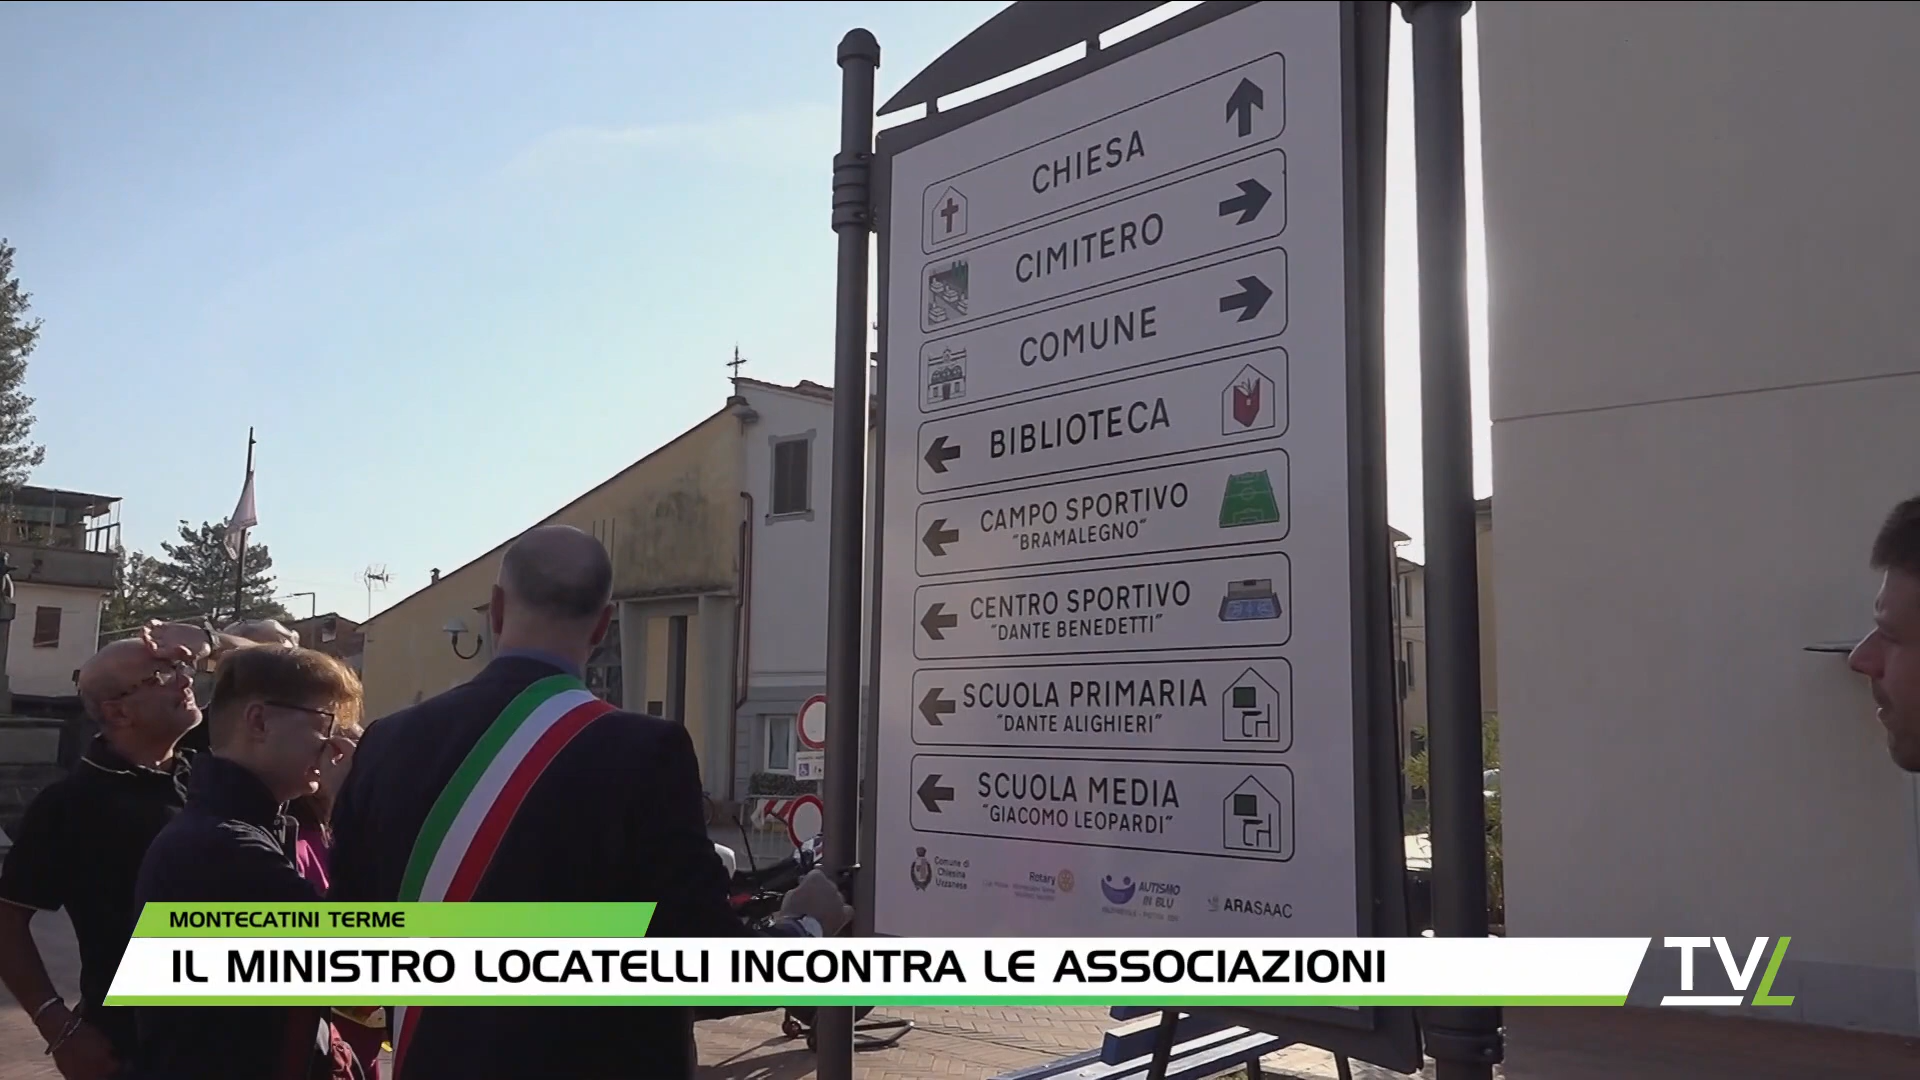 CHIESA
CIMITERO
COMUNE
BIBLIOTECA
CAMPO SPORTIVO
"BRAMALEGNO"
CENTRO SPORTIVO
"DANTE BENEDETTI"
SCUOLA PRIMARIA
"DANTE ALIGHIERI"
SCUOLA MEDIA
"GIACOMO LEOPARDI"
Comune di
Chiesina
Uzzanese
Rotary
AUTISMO
IN BLU
ARASAAC
MONTECATINI TERME
IL MINISTRO LOCATELLI INCONTRA LE ASSOCIAZIONI
TVL